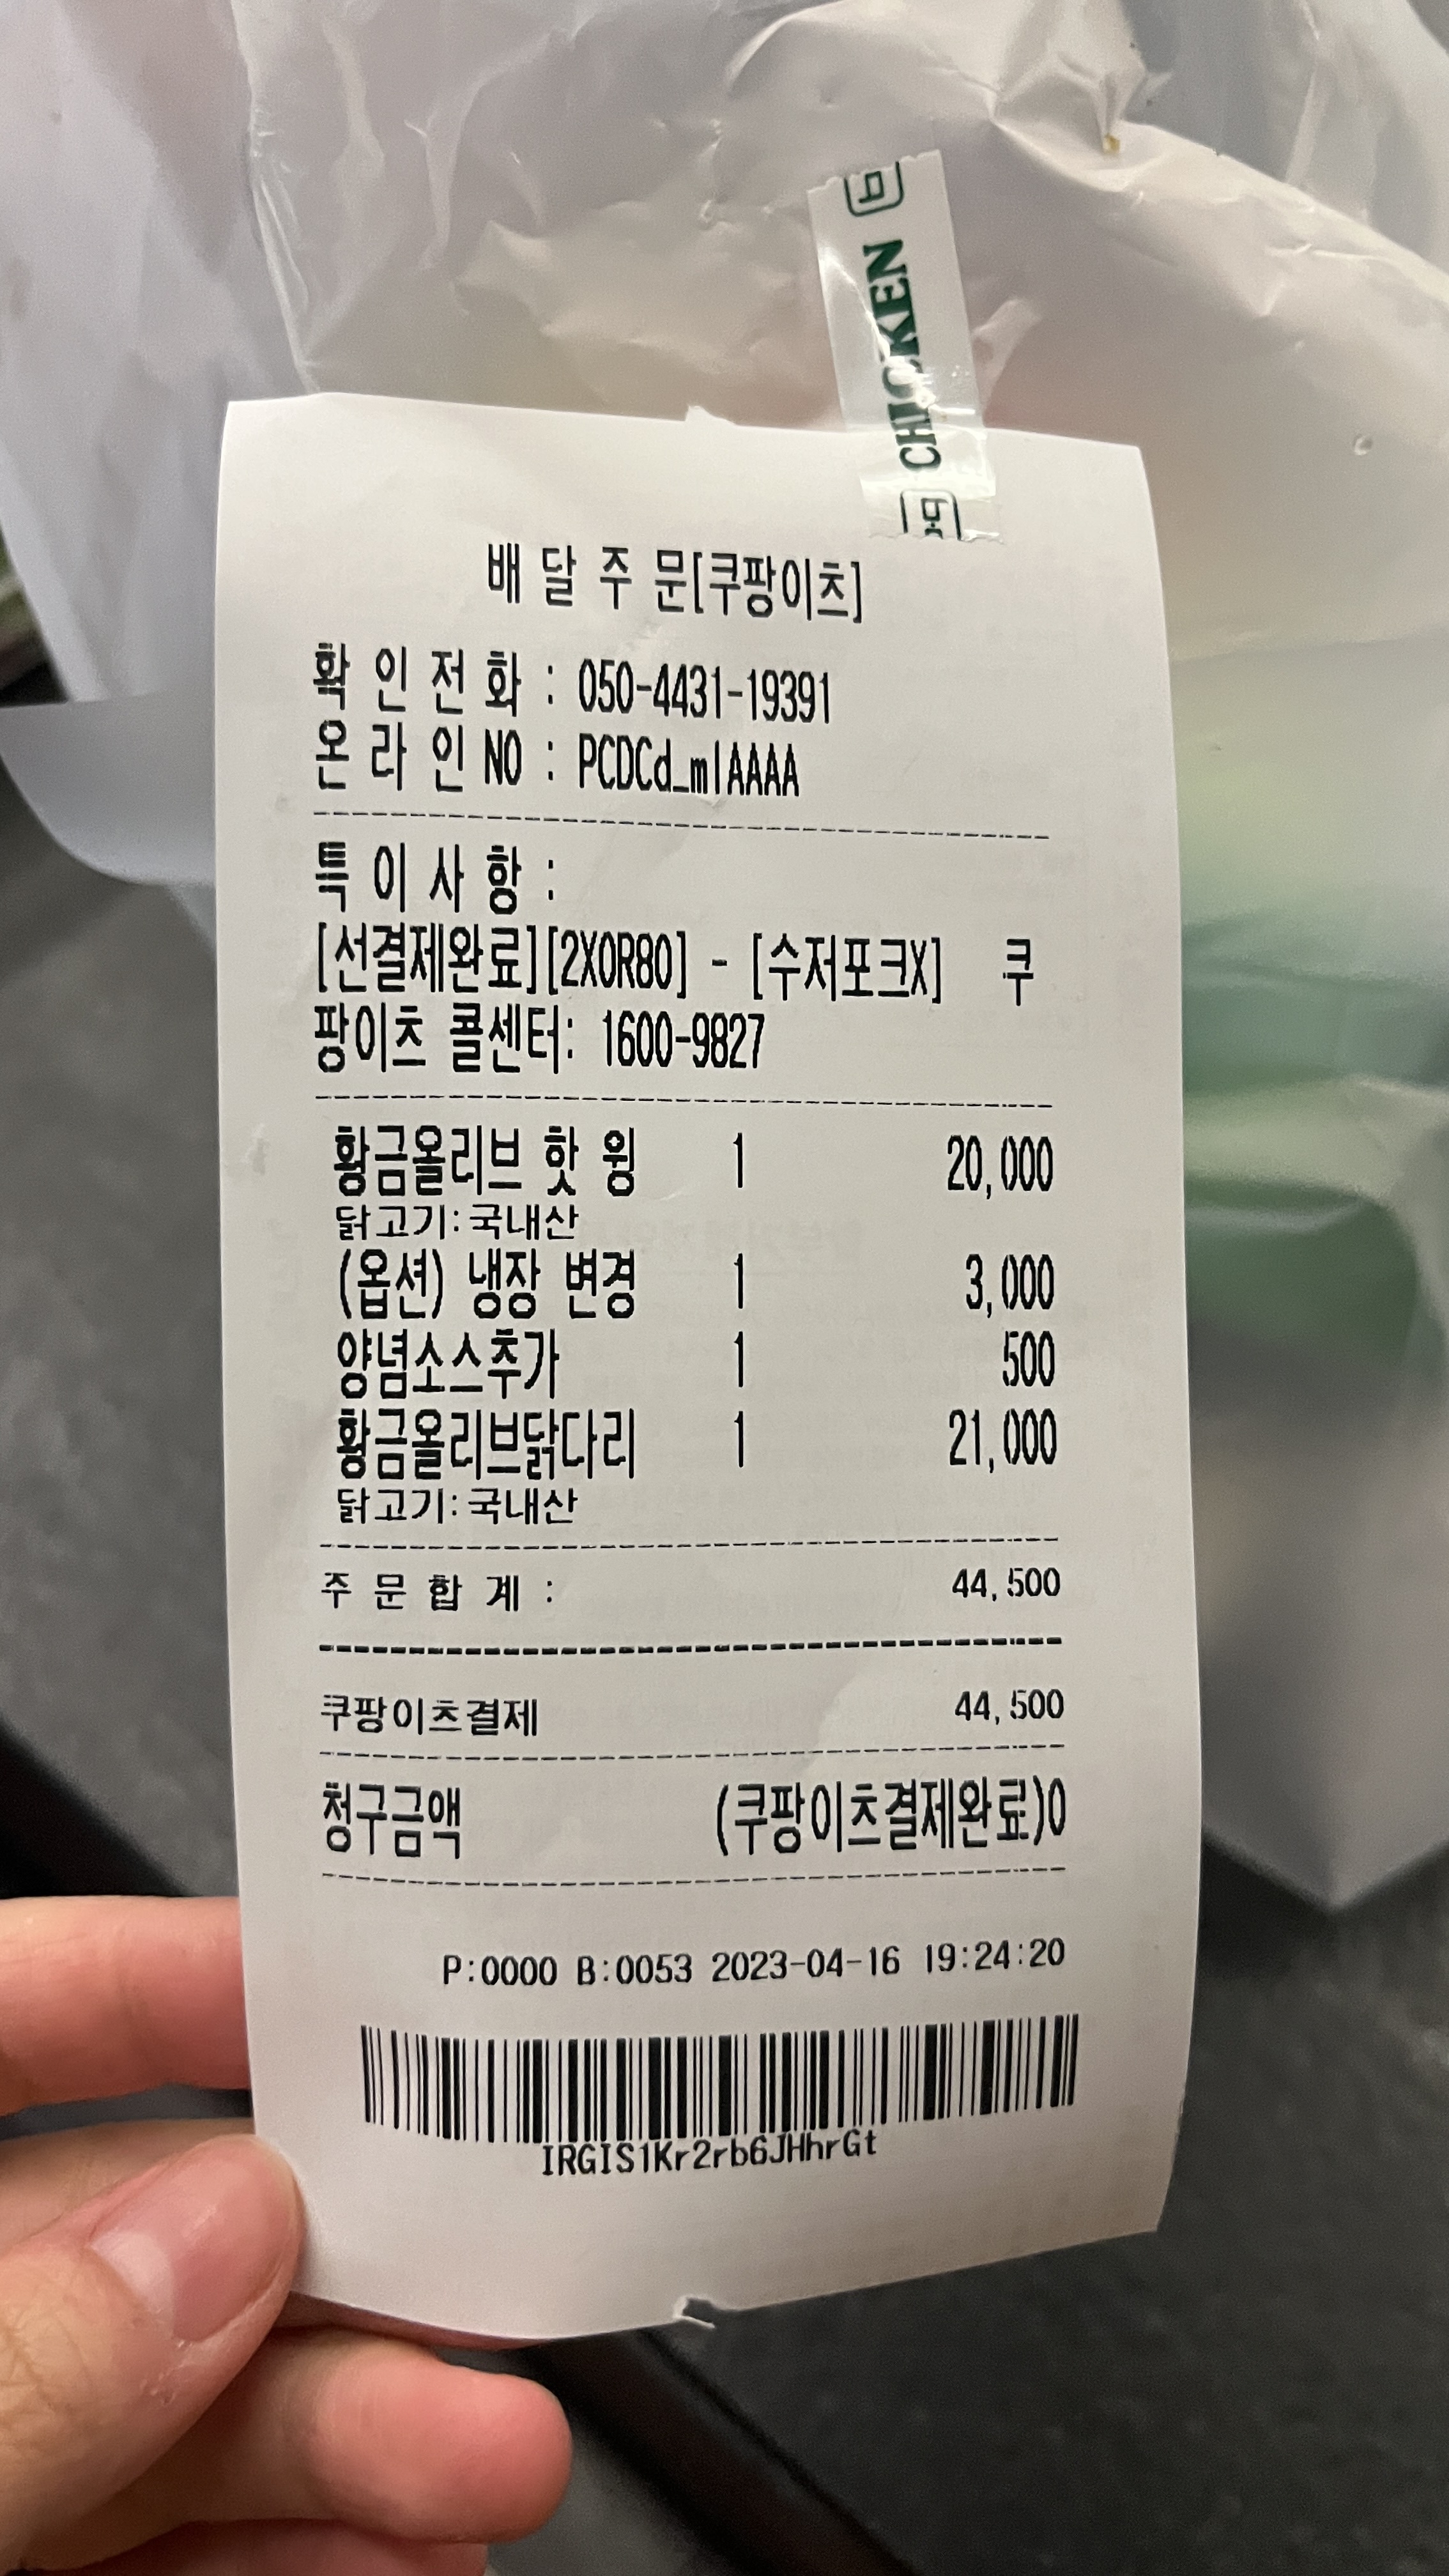 CHICKEN
배 달 주 문[쿠팡이츠]
확 인 전 화 : 050-4431-19391
온 라 인 NO : PCDCd_mlAAAA
특 이 사 항 :
[선결제완료][2X0R80] - [수저포크X] 쿠
팡이츠 콜센터: 1600-9827
황금올리브 핫 윙 1 20,000
닭고기:국내산
(옵션) 냉장 변경 1 3,000
양념소스추가 1 500
황금올리브닭다리 1 21,000
닭고기:국내산
주 문 합 계 : 44,500
쿠팡이츠결제 44,500
청구금액 (쿠팡이츠결제완료)0
P:0000 B:0053 2023-04-16 19:24:20
IRGIS1Kr2rb6JHhrGt